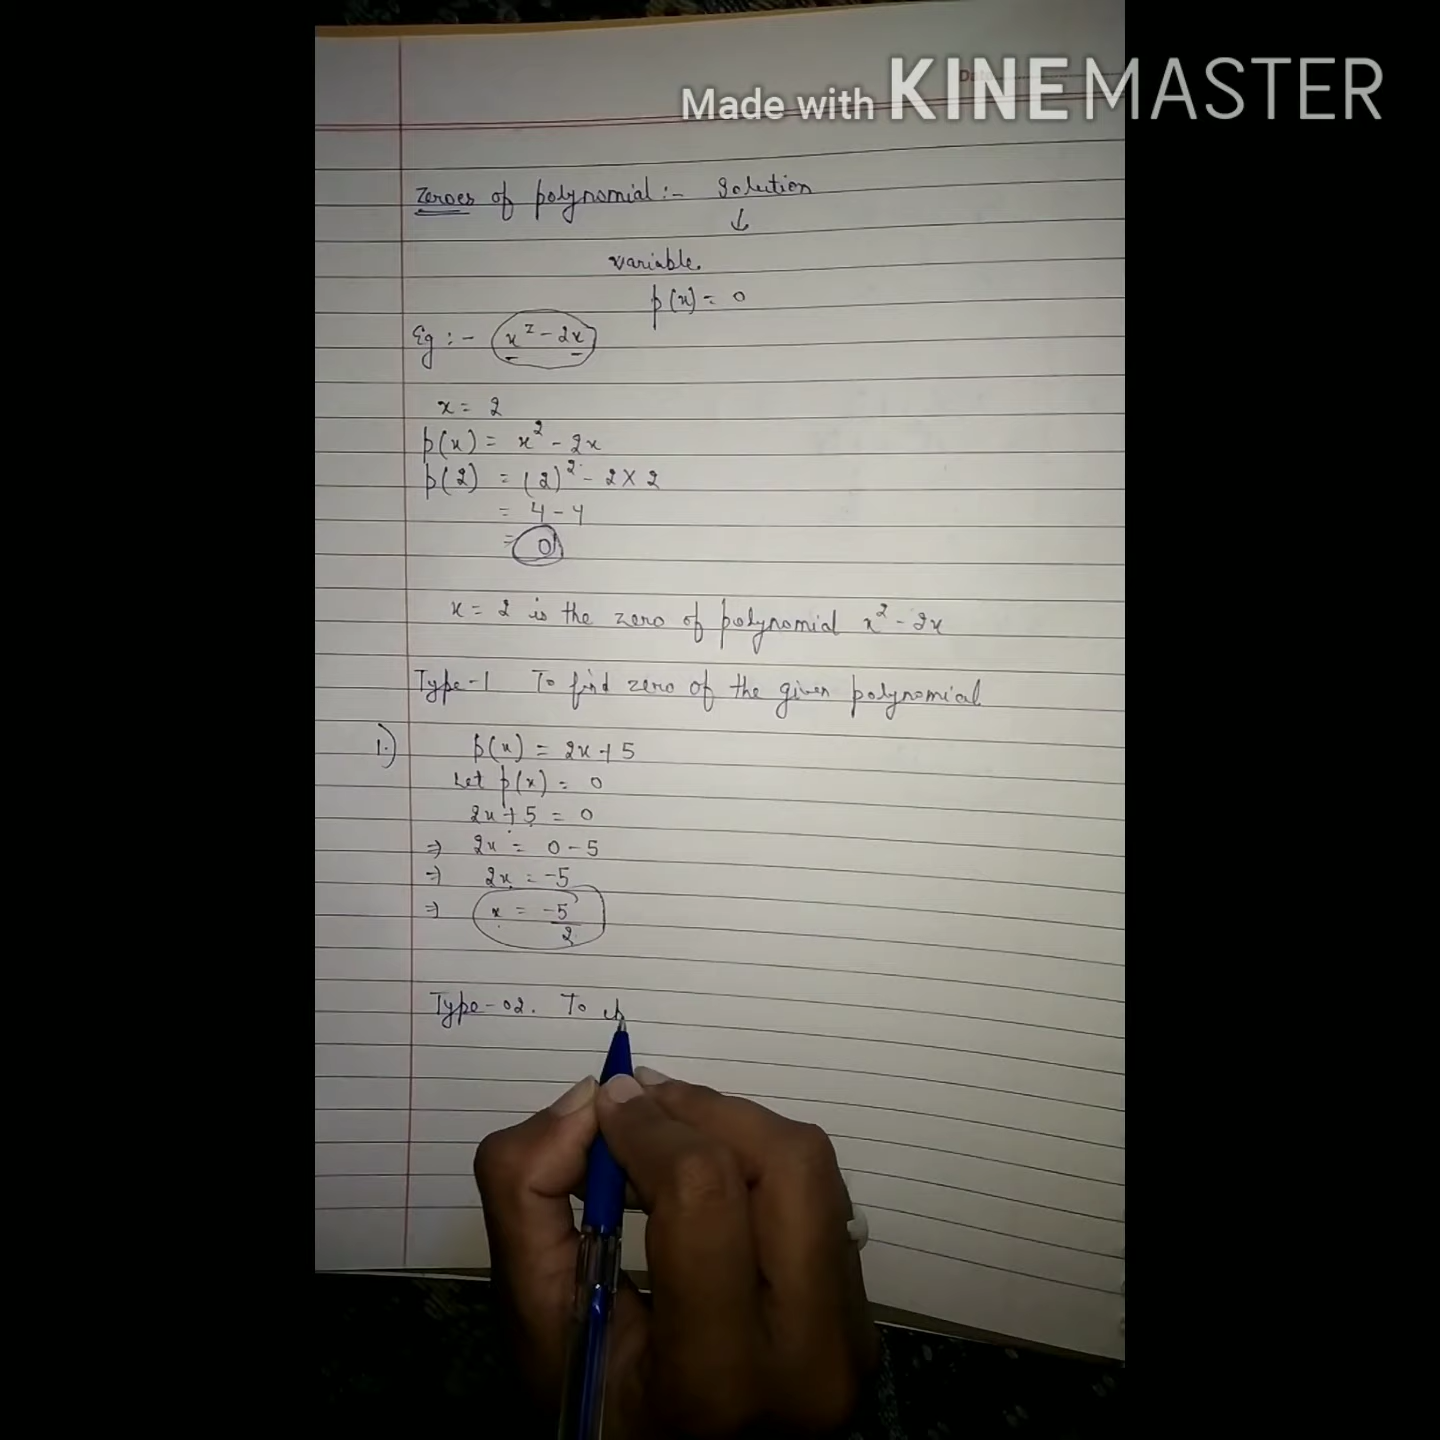 Made with KINEMASTER
Zeroes of polynomial :- Solution
↓
variable.
p(x) = 0
Eg :- x² - 2x
x = 2
p(x) = x² - 2x
p(2) = (2)² - 2 × 2
= 4 - 4
= 0
x = 2 is the zero of polynomial x² - 2x
Type-1 To find zero of the given polynomial
1.) p(x) = 2x + 5
Let p(x) = 0
2x + 5 = 0
⇒ 2x = 0 - 5
⇒ 2x = -5
⇒ x = -5/2
Type-02. To